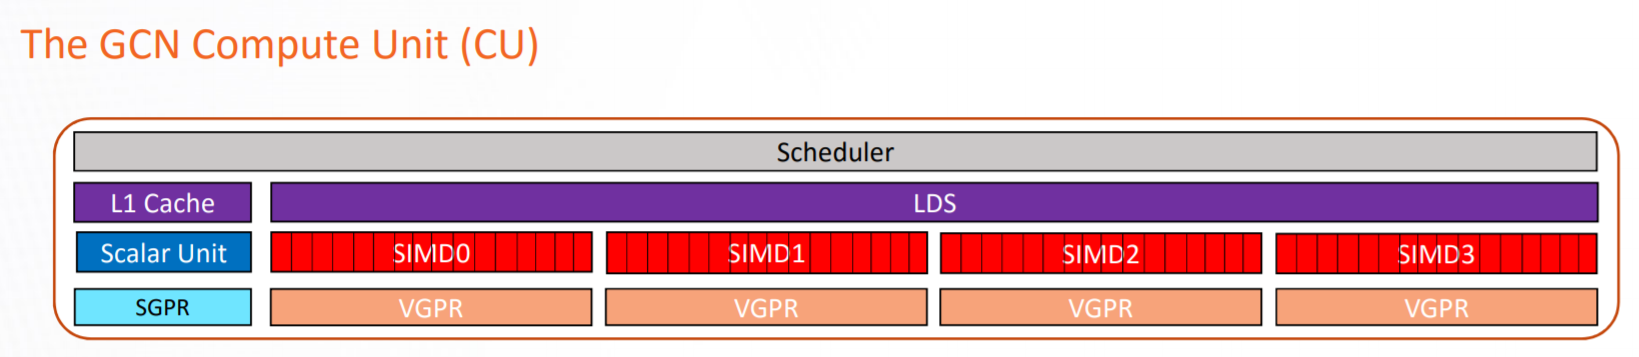 The GCN Compute Unit (CU)
Scheduler
L1 Cache LDS
Scalar Unit SIMD0 SIMD1 SIMD2 SIMD3
SGPR VGPR VGPR VGPR VGPR